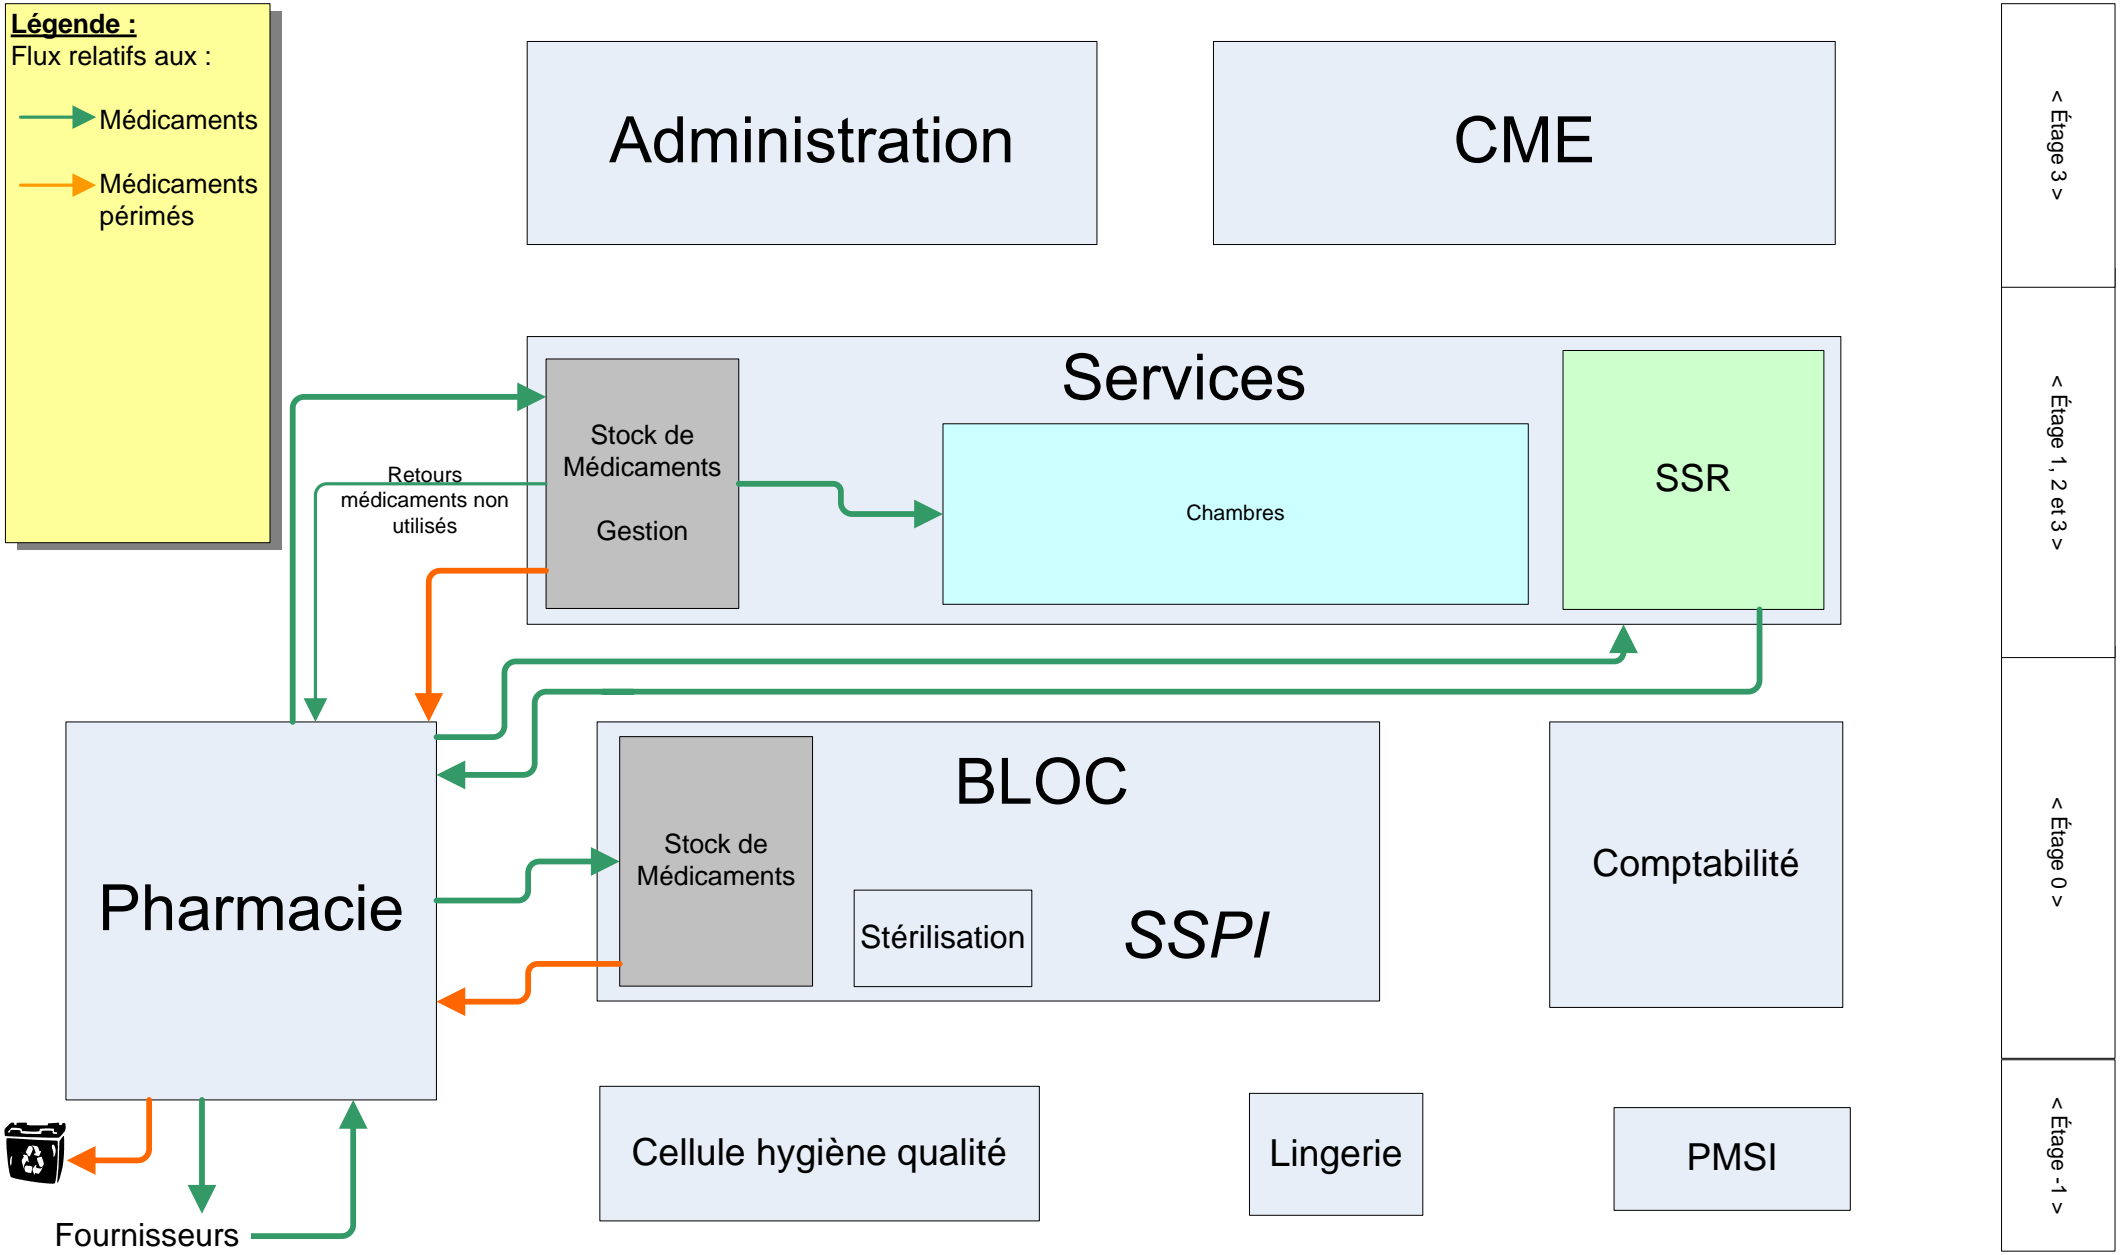 Légende :
Flux relatifs aux :
Médicaments
Médicaments
périmés
Administration
CME
< Étage 3 >
Services
Stock de
Médicaments
Gestion
Chambres
SSR
< Étage 1, 2 et 3 >
Retours
médicaments non
utilisés
Pharmacie
BLOC
Stock de
Médicaments
Stérilisation
SSPI
Comptabilité
< Étage 0 >
Cellule hygiène qualité
Lingerie
PMSI
< Étage -1 >
Fournisseurs